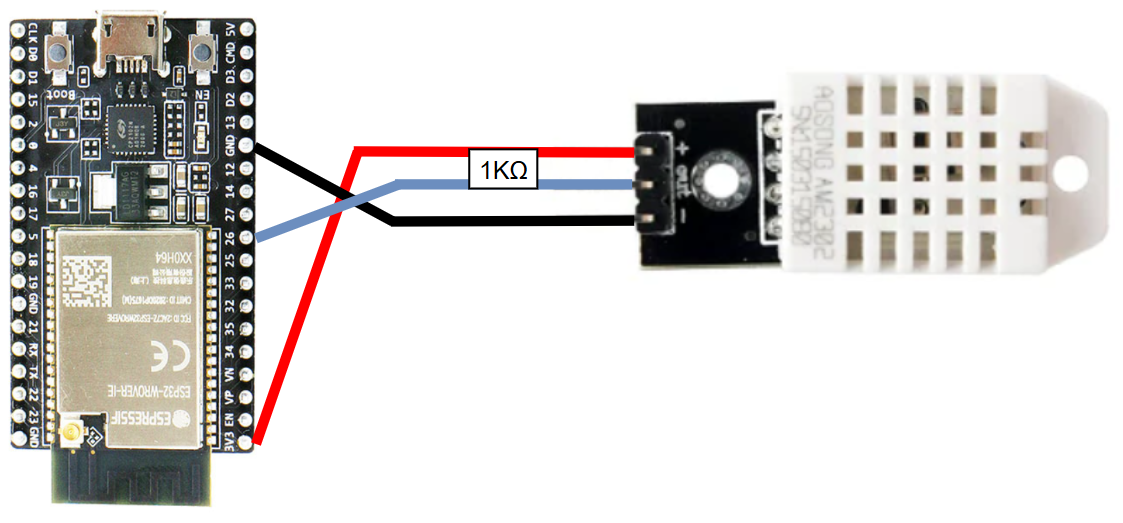 CLK
D0
D1
15
2
0
4
16
17
5
18
19
GND
21
RX
TX
22
23
GND
Boot
EN
5V
CMD
D3
D2
13
GND
12
14
27
26
25
33
32
35
34
VN
VP
EN
3V3
XX0H64
CE
ESP32-WROVER-IE
ESPRESSIF
1KΩ
+
out
-
AOSONG AM2302